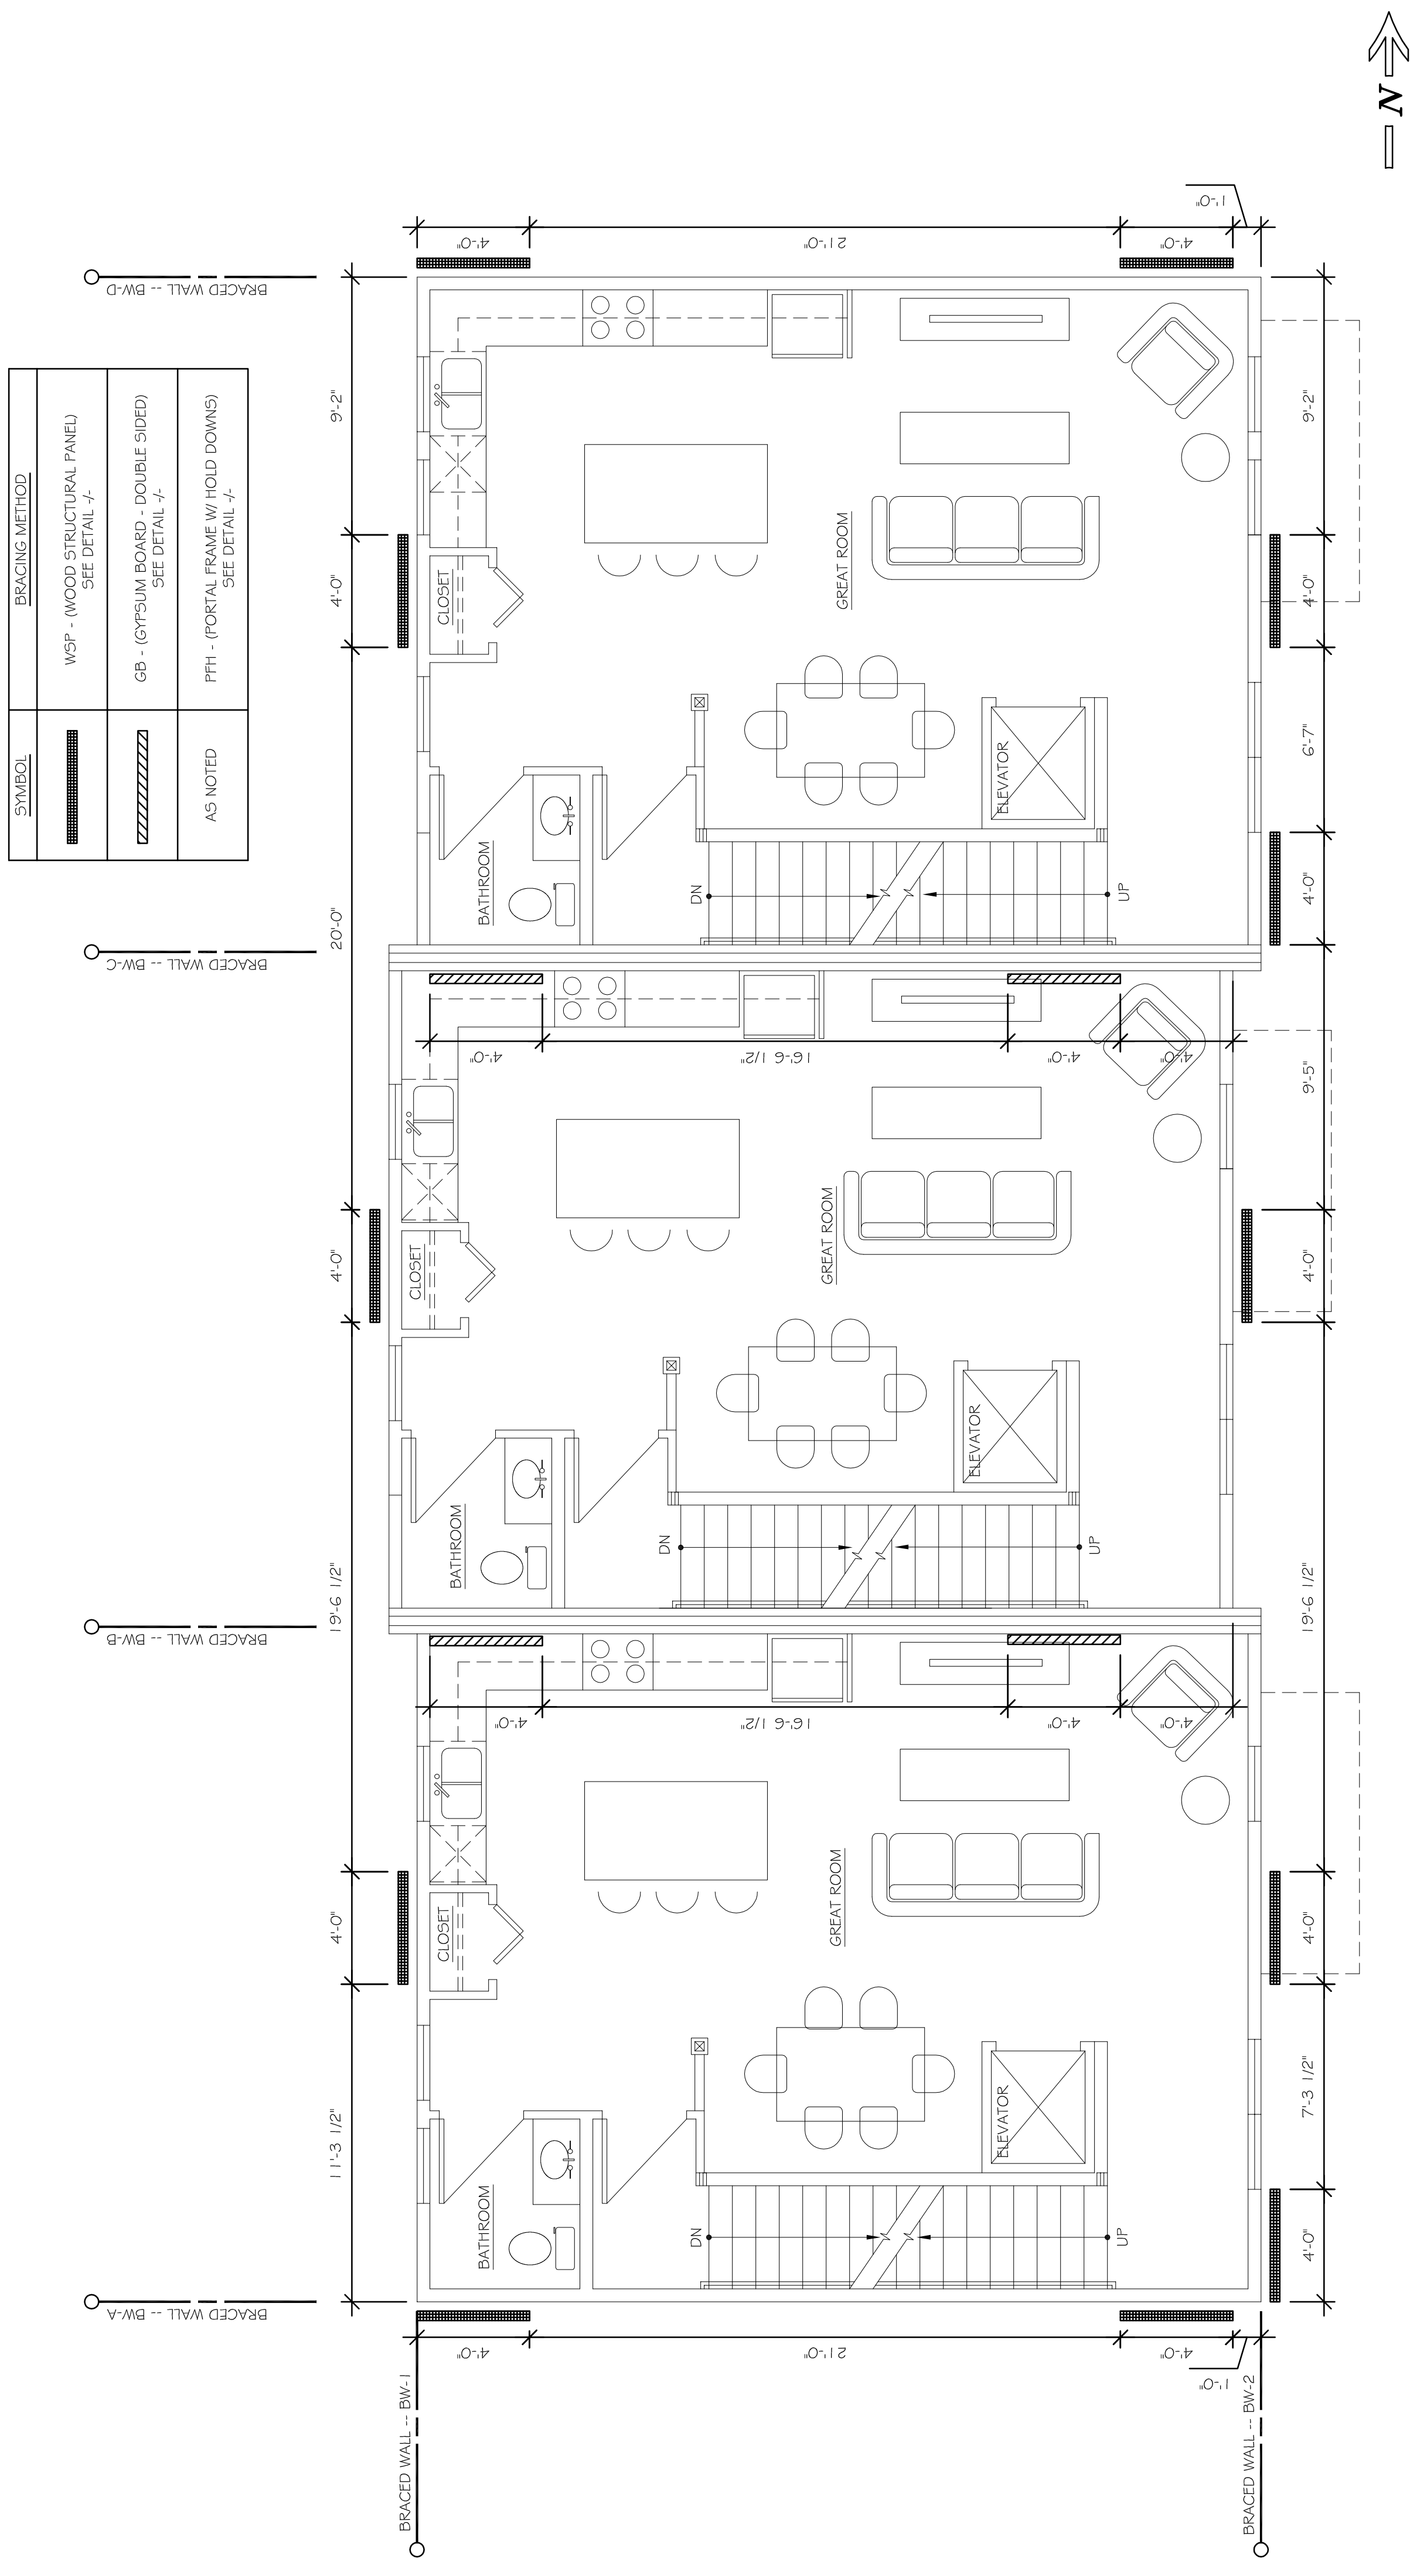 N
SYMBOL
BRACING METHOD
WSP - (WOOD STRUCTURAL PANEL)
SEE DETAIL -/-
GB - (GYPSUM BOARD - DOUBLE SIDED)
SEE DETAIL -/-
AS NOTED
PFH - (PORTAL FRAME W/ HOLD DOWNS)
SEE DETAIL -/-
BRACED WALL -- BW-D
BRACED WALL -- BW-C
BRACED WALL -- BW-B
BRACED WALL -- BW-A
BRACED WALL -- BW-1
BRACED WALL -- BW-2
4'-0"
21'-0"
4'-0"
1'-0"
9'-2"
4'-0"
20'-0"
4'-0"
19'-6 1/2"
4'-0"
11'-3 1/2"
9'-2"
4'-0"
6'-7"
4'-0"
9'-5"
4'-0"
19'-6 1/2"
4'-0"
7'-3 1/2"
4'-0"
CLOSET
GREAT ROOM
ELEVATOR
BATHROOM
DN
UP
4'-0"
16'-6 1/2"
4'-0"
4'-0"
CLOSET
GREAT ROOM
ELEVATOR
BATHROOM
DN
UP
4'-0"
16'-6 1/2"
4'-0"
4'-0"
CLOSET
GREAT ROOM
ELEVATOR
BATHROOM
DN
UP
4'-0"
21'-0"
4'-0"
1'-0"